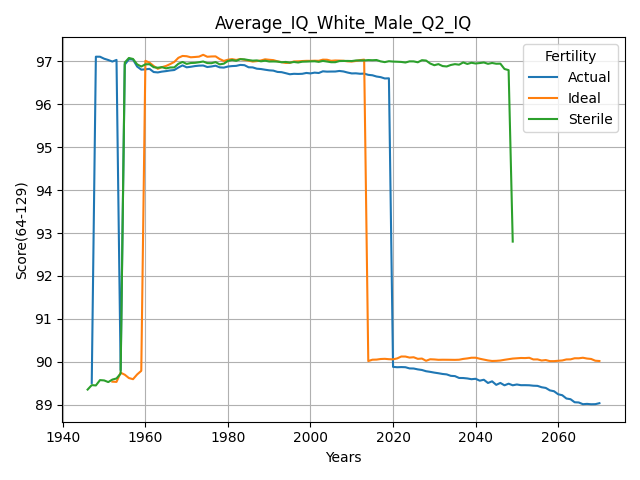 Average_IQ_White_Male_Q2_IQ
Fertility
Actual
Ideal
Sterile
Score(64-129)
97
96
95
94
93
92
91
90
89
1940
1960
1980
2000
2020
2040
2060
Years